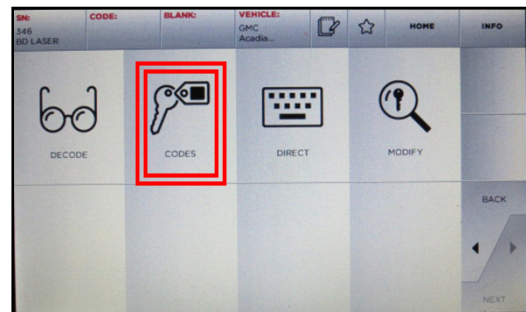 SN:
346
BD LASER
CODE:
BLANK:
VEHICLE:
GMC
Acadia...
HOME
INFO
DECODE
CODES
DIRECT
MODIFY
BACK
NEXT